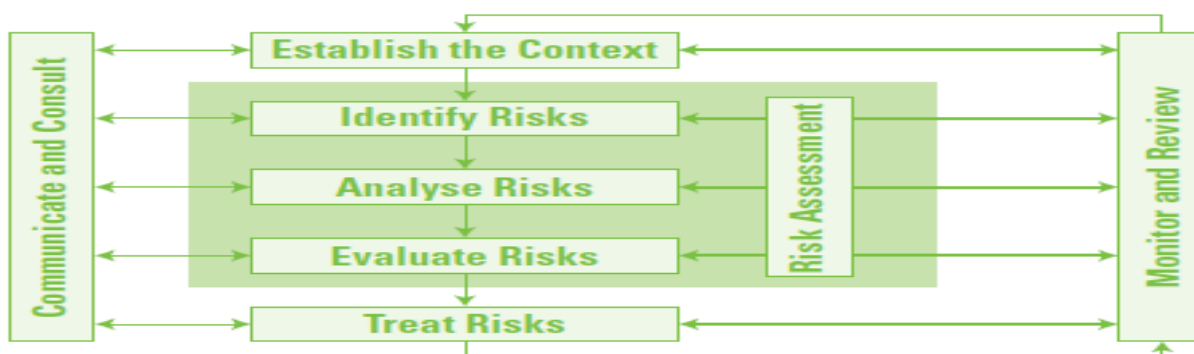 Communicate and Consult
Establish the Context
Identify Risks
Analyse Risks
Evaluate Risks
Treat Risks
Risk Assessment
Monitor and Review